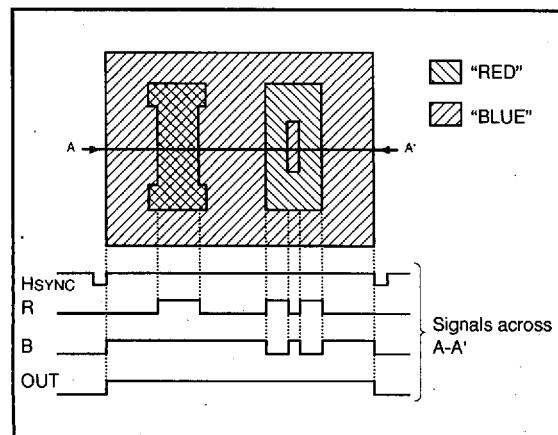 “RED”
“BLUE”
A
A'
HSYNC
R
B
OUT
Signals across
A-A'